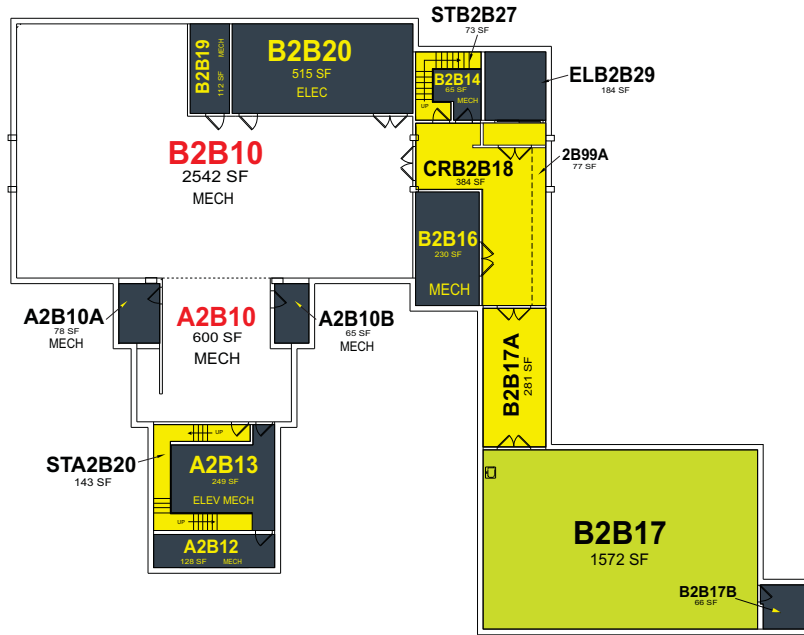 STB2B27
73 SF
B2B19
112 SF
MECH
B2B20
515 SF
ELEC
B2B14
65 SF
MECH
UP
ELB2B29
184 SF
B2B10
2542 SF
MECH
CRB2B18
384 SF
2B99A
77 SF
B2B16
230 SF
MECH
A2B10A
78 SF
MECH
A2B10
600 SF
MECH
A2B10B
65 SF
MECH
B2B17A
281 SF
UP
STA2B20
143 SF
A2B13
249 SF
ELEV MECH
UP
A2B12
128 SF
MECH
B2B17
1572 SF
B2B17B
66 SF